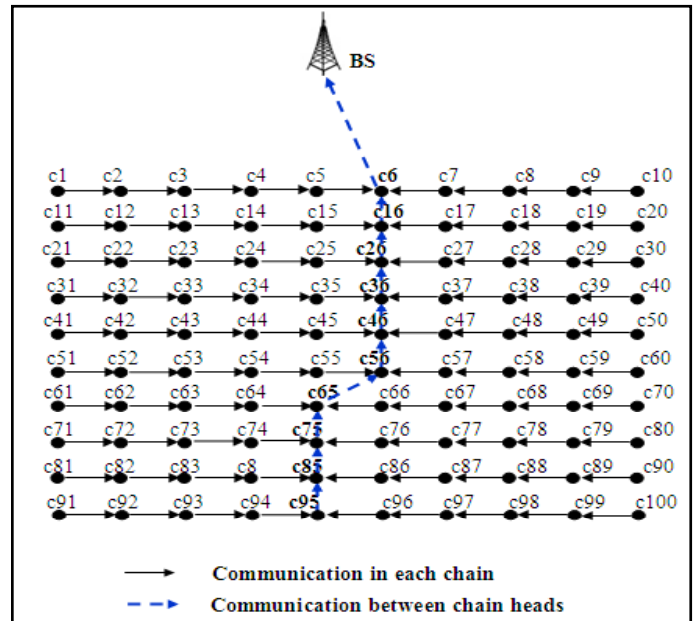 BS
c1 c2 c3 c4 c5 c6 c7 c8 c9 c10
c11 c12 c13 c14 c15 c16 c17 c18 c19 c20
c21 c22 c23 c24 c25 c26 c27 c28 c29 c30
c31 c32 c33 c34 c35 c36 c37 c38 c39 c40
c41 c42 c43 c44 c45 c46 c47 c48 c49 c50
c51 c52 c53 c54 c55 c56 c57 c58 c59 c60
c61 c62 c63 c64 c65 c66 c67 c68 c69 c70
c71 c72 c73 c74 c75 c76 c77 c78 c79 c80
c81 c82 c83 c8 c85 c86 c87 c88 c89 c90
c91 c92 c93 c94 c95 c96 c97 c98 c99 c100
Communication in each chain
Communication between chain heads